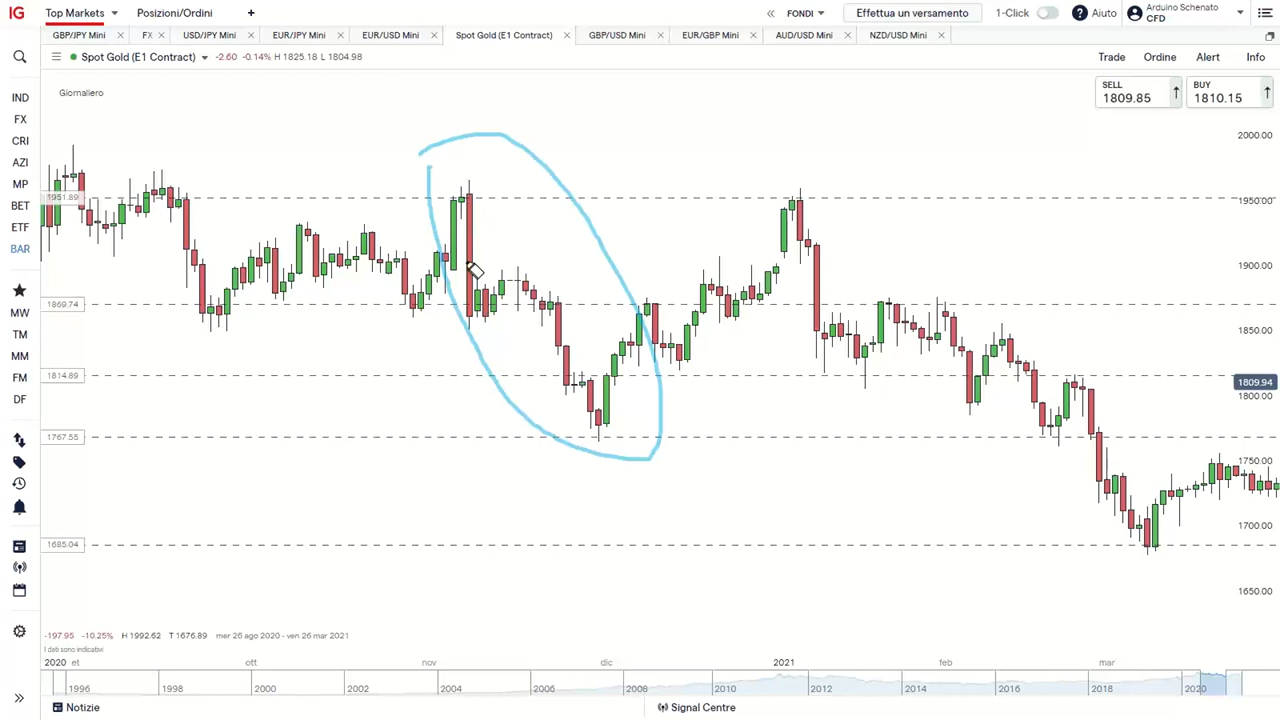 IG Top Markets Posizioni/Ordini + « FONDI Effettua un versamento 1-Click ? Aiuto Arduino Schenato
CFD
GBP/JPY Mini FX USD/JPY Mini EUR/JPY Mini EUR/USD Mini Spot Gold (E1 Contract) GBP/USD Mini EUR/GBP Mini AUD/USD Mini NZD/USD Mini
Spot Gold (E1 Contract) -2.60 -0.14% H 1825.18 L 1804.98 Trade Ordine Alert Info
Giornaliero
SELL BUY
1809.85 1810.15
IND
FX
CRI
AZI
MP
BET
ETF
BAR
MW
TM
MM
FM
DF
1951.89
1869.74
1814.89
1767.55
1685.04
2000.00
1950.00
1900.00
1850.00
1809.94
1800.00
1750.00
1700.00
1650.00
-197.95 -10.25% H 1992.62 T 1676.89 mer 26 ago 2020 - ven 26 mar 2021
I dati sono indicativi
2020 et ott nov dic 2021 feb mar
1996 1998 2000 2002 2004 2006 2008 2010 2012 2014 2016 2018 2020
Notizie Signal Centre